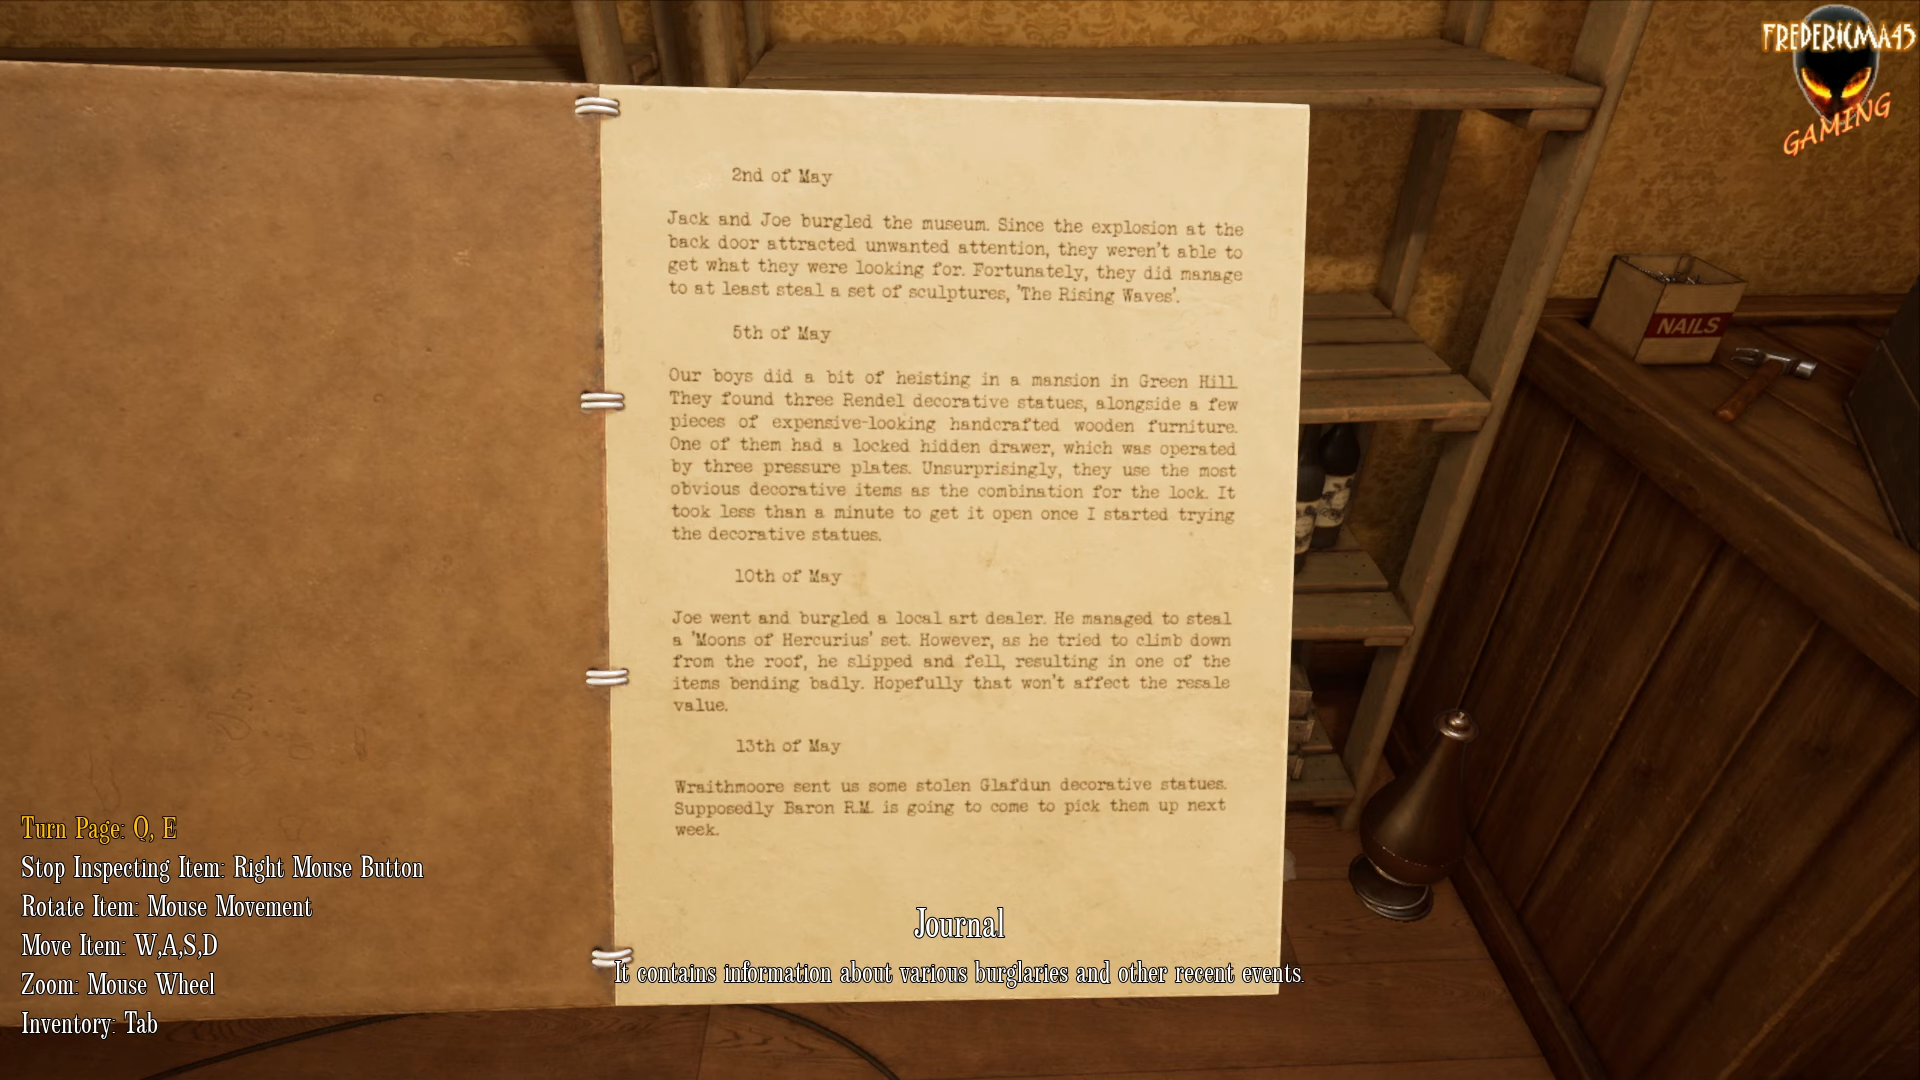 FREDERICMA45
GAMING
2nd of May
Jack and Joe burgled the museum. Since the explosion at the
back door attracted unwanted attention, they weren't able to
get what they were looking for. Fortunately, they did manage
to at least steal a set of sculptures, 'The Rising Waves'.
5th of May
Our boys did a bit of heisting in a mansion in Green Hill
They found three Rendel decorative statues, alongside a few
pieces of expensive-looking handcrafted wooden furniture.
One of them had a locked hidden drawer, which was operated
by three pressure plates. Unsurprisingly, they use the most
obvious decorative items as the combination for the lock. It
took less than a minute to get it open once I started trying
the decorative statues.
10th of May
Joe went and burgled a local art dealer. He managed to steal
a 'Moons of Hercurius' set. However, as he tried to climb down
from the roof, he slipped and fell, resulting in one of the
items bending badly. Hopefully that won't affect the resale
value.
13th of May
Wraithmoore sent us some stolen Glafdun decorative statues.
Supposedly Baron R.M. is going to come to pick them up next
week.
NAILS
Turn Page: Q, E
Stop Inspecting Item: Right Mouse Button
Rotate Item: Mouse Movement
Move Item: W,A,S,D
Zoom: Mouse Wheel
Inventory: Tab
Journal
It contains information about various burglaries and other recent events.